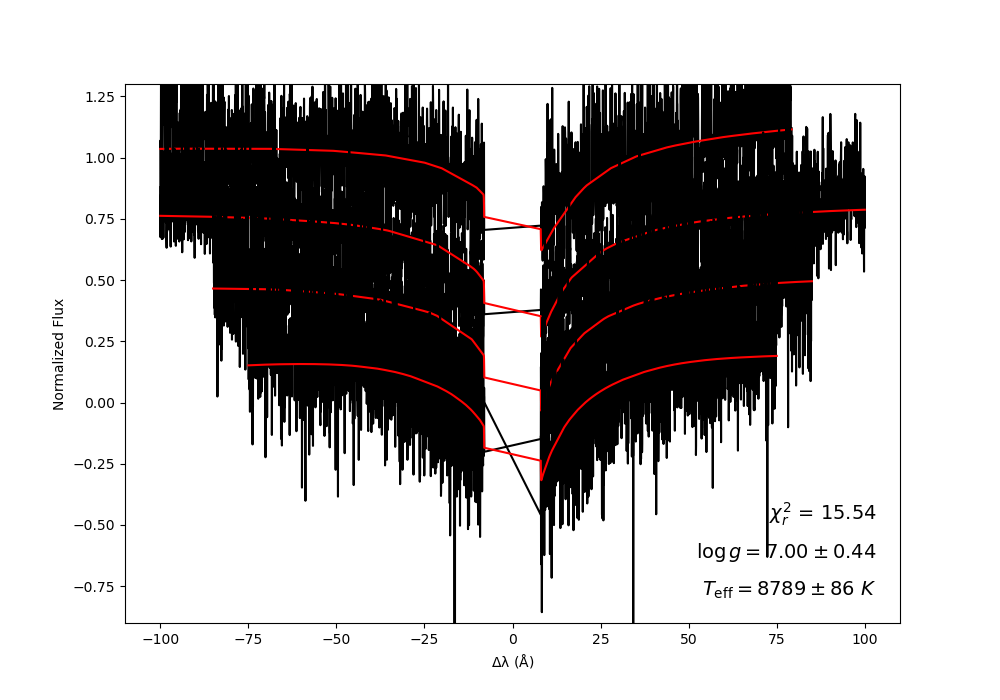 1.25
1.00
0.75
0.50
0.25
0.00
−0.25
−0.50
−0.75
Normalized Flux
χ²ᵣ = 15.54
log g = 7.00 ± 0.44
T_eff = 8789 ± 86 K
−100 −75 −50 −25 0 25 50 75 100
Δλ (Å)